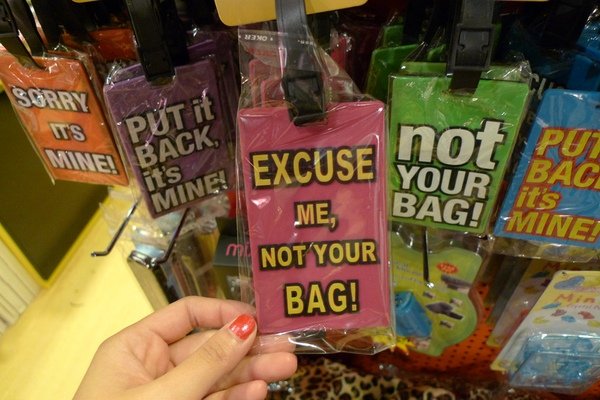 SORRY
IT'S
MINE!
PUT it
BACK,
it's
MINE!
EXCUSE
ME,
NOT YOUR
BAG!
not
YOUR
BAG!
PUT
BACK
it's
MINE!